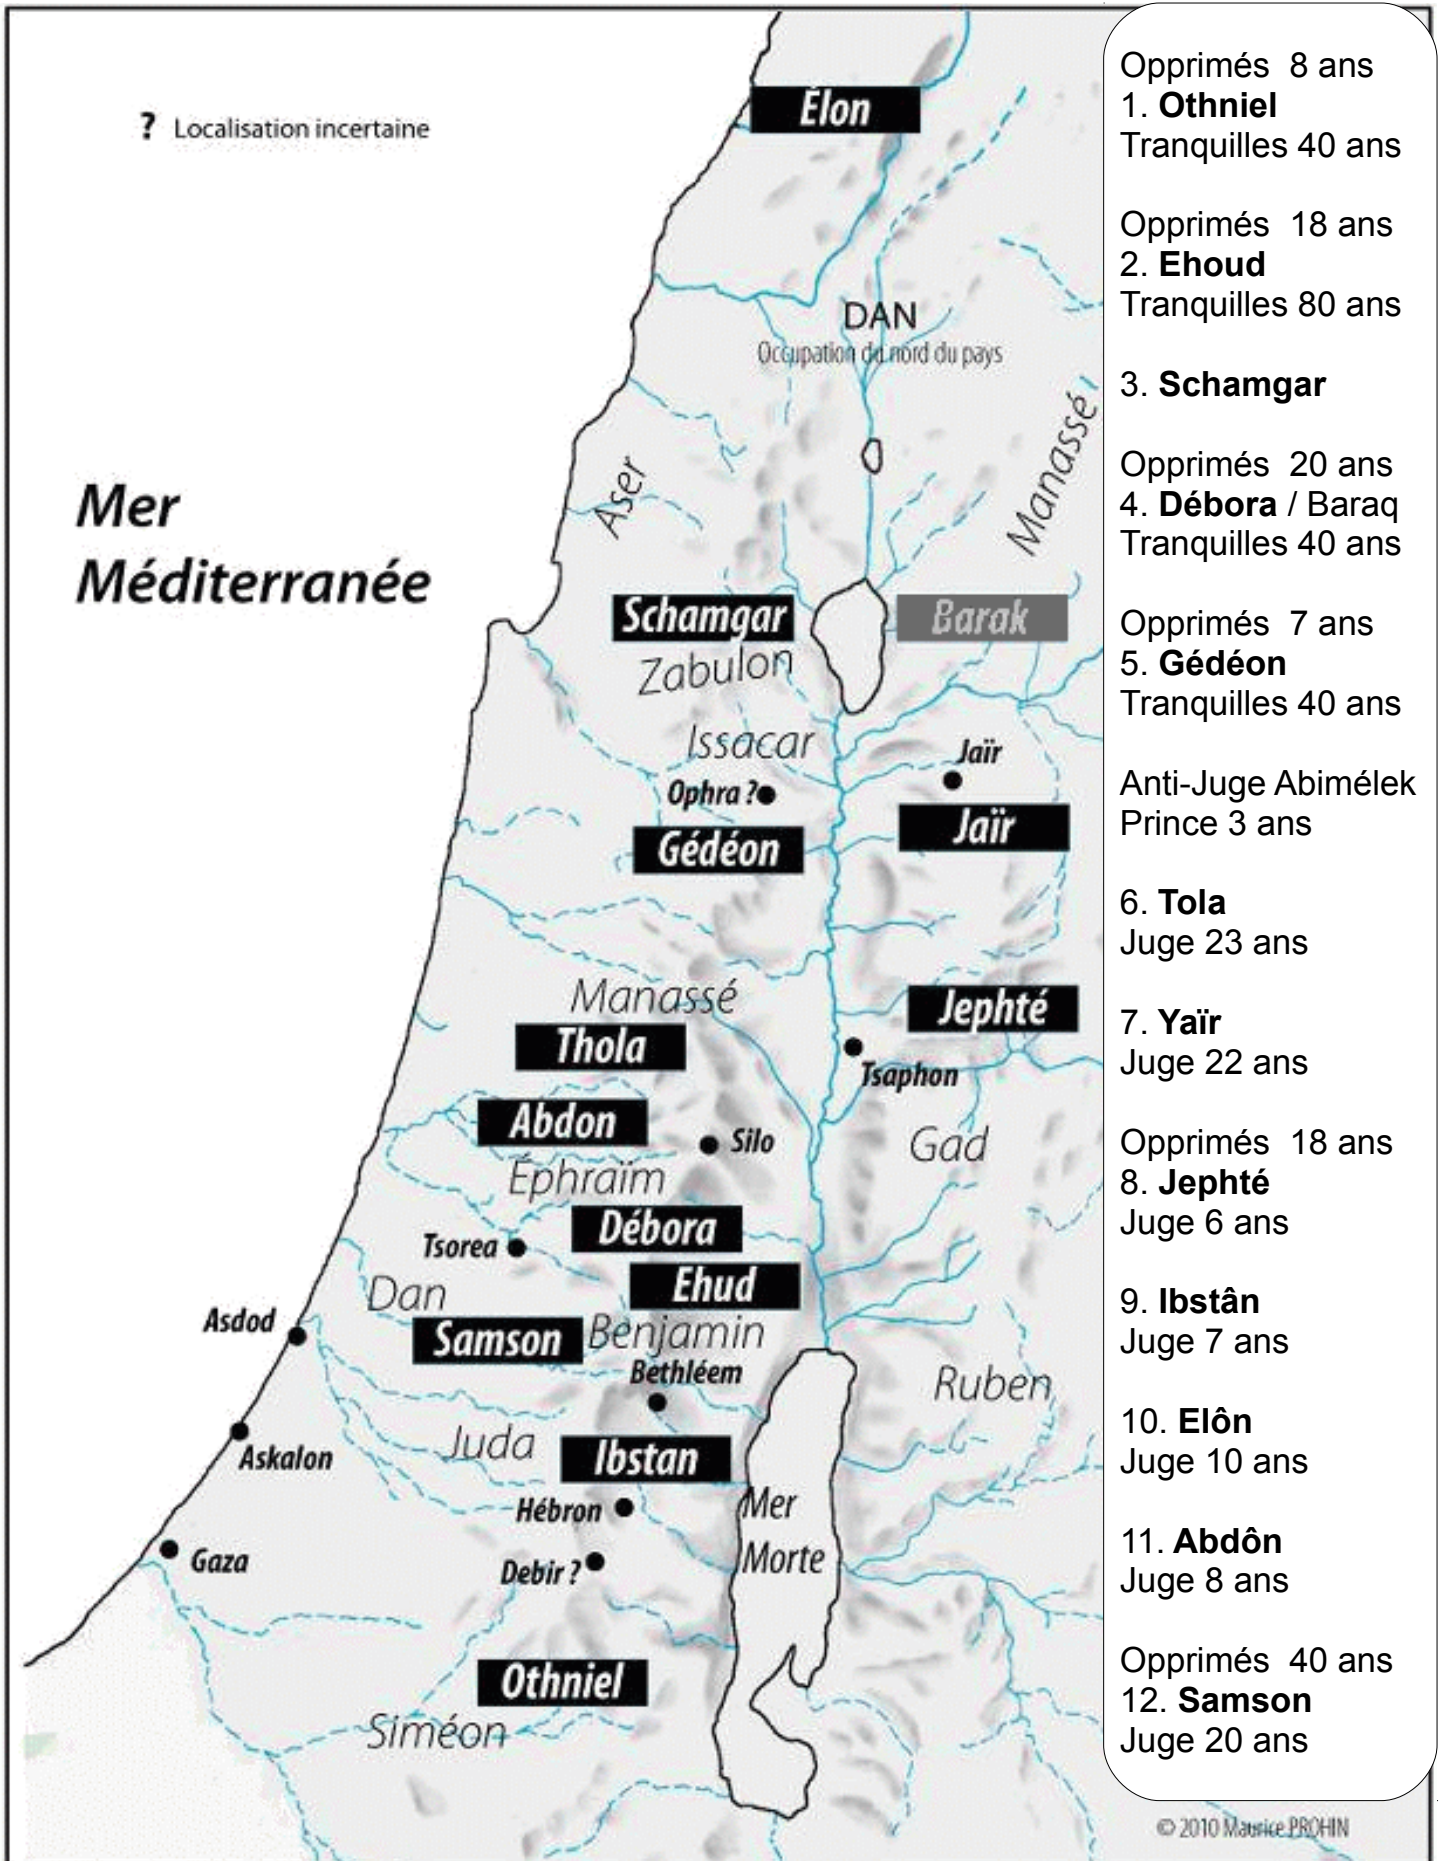 ? Localisation incertaine
Élon
DAN
Occupation du nord du pays
Manassé
Aser
Mer
Méditerranée
Schamgar
Barak
Zabulon
Issacar
Jaïr
Ophra ?
Jaïr
Gédéon
Manassé
Jephté
Thola
Tsaphon
Abdon
Silo
Gad
Éphraïm
Débora
Tsorea
Ehud
Dan
Asdod
Samson
Benjamin
Bethléem
Ruben
Juda
Askalon
Ibstan
Hébron
Mer
Morte
Gaza
Debir ?
Othniel
Siméon
Opprimés 8 ans
1. Othniel
Tranquilles 40 ans
Opprimés 18 ans
2. Ehoud
Tranquilles 80 ans
3. Schamgar
Opprimés 20 ans
4. Débora / Baraq
Tranquilles 40 ans
Opprimés 7 ans
5. Gédéon
Tranquilles 40 ans
Anti-Juge Abimélek
Prince 3 ans
6. Tola
Juge 23 ans
7. Yaïr
Juge 22 ans
Opprimés 18 ans
8. Jephté
Juge 6 ans
9. Ibstân
Juge 7 ans
10. Elôn
Juge 10 ans
11. Abdôn
Juge 8 ans
Opprimés 40 ans
12. Samson
Juge 20 ans
© 2010 Maurice PROHIN